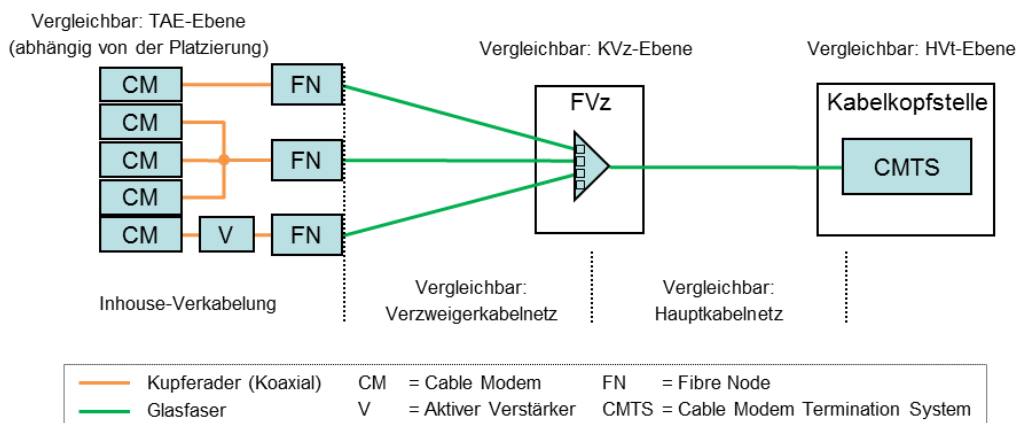 Vergleichbar: TAE-Ebene
(abhängig von der Platzierung)
Vergleichbar: KVz-Ebene
Vergleichbar: HVt-Ebene
CM
FN
CM
CM
FN
CM
CM
V
FN
FVz
Kabelkopfstelle
CMTS
Inhouse-Verkabelung
Vergleichbar:
Verzweigerkabelnetz
Vergleichbar:
Hauptkabelnetz
Kupferader (Koaxial) CM = Cable Modem FN = Fibre Node
Glasfaser V = Aktiver Verstärker CMTS = Cable Modem Termination System